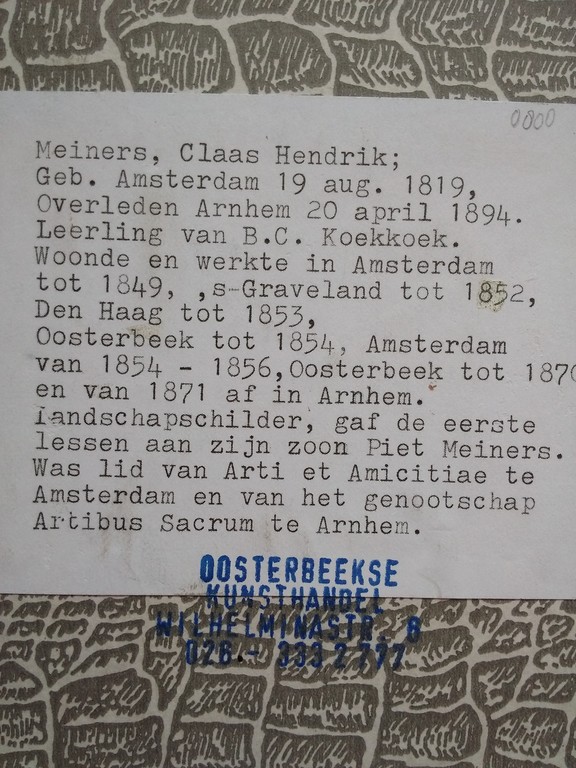 0800
Meiners, Claas Hendrik;
Geb. Amsterdam 19 aug. 1819,
Overleden Arnhem 20 april 1894.
Leerling van B.C. Koekkoek.
Woonde en werkte in Amsterdam
tot 1849, ,s-Graveland tot 1852,
Den Haag tot 1853,
Oosterbeek tot 1854, Amsterdam
van 1854 - 1856,Oosterbeek tot 1870
en van 1871 af in Arnhem.
Landschapschilder, gaf de eerste
lessen aan zijn zoon Piet Meiners.
Was lid van Arti et Amicitiae te
Amsterdam en van het genootschap
Artibus Sacrum te Arnhem.
OOSTERBEEKSE
KUNSTHANDEL
WILHELMINASTR. 8
026.- 333 2 797